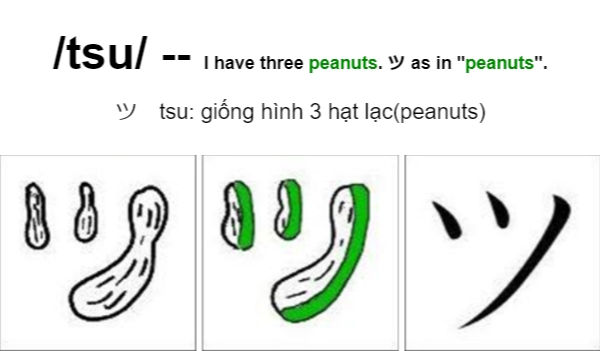 /tsu/ -- I have three peanuts. ツ as in "peanuts".
ツ tsu: giống hình 3 hạt lạc(peanuts)
ツ